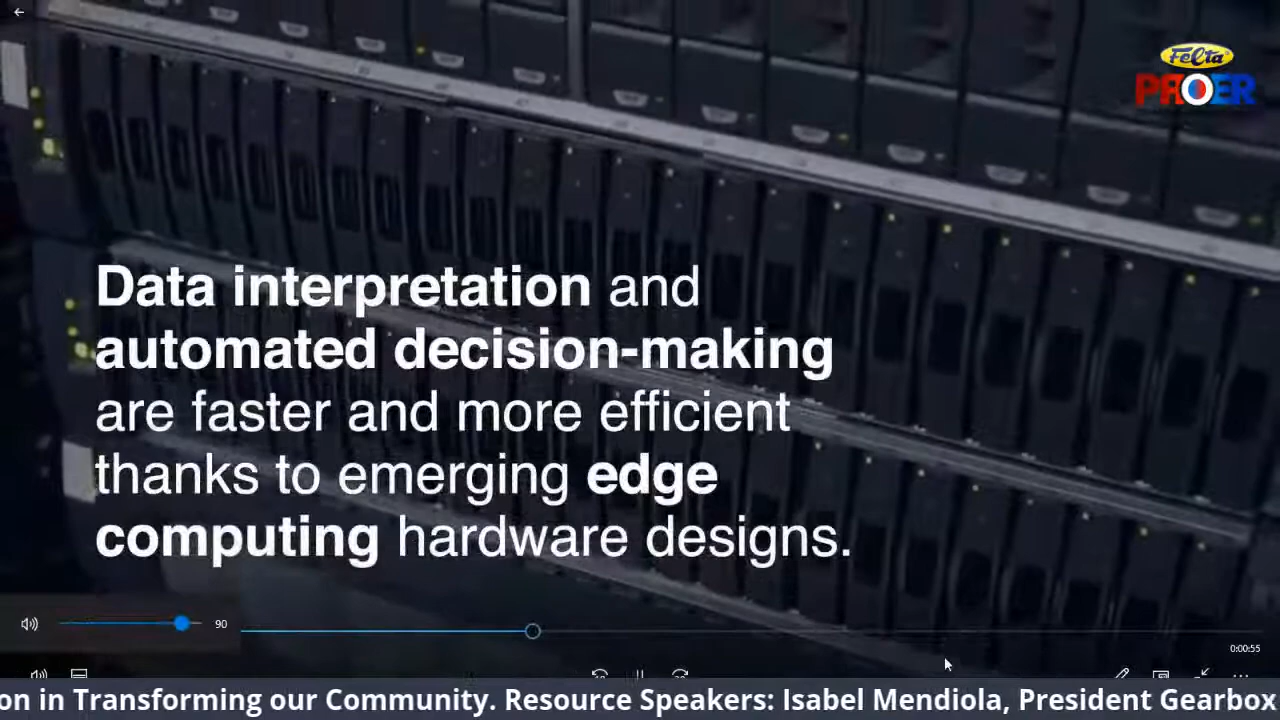 Felta
PROER
Data interpretation and
automated decision-making
are faster and more efficient
thanks to emerging edge
computing hardware designs.
90
0:00:55
on in Transforming our Community. Resource Speakers: Isabel Mendiola, President Gearbox